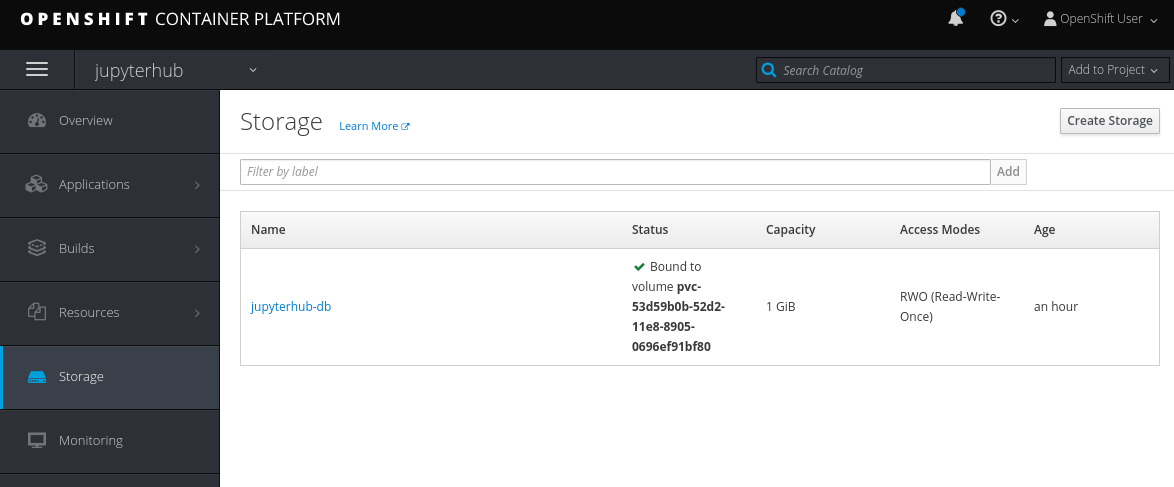 OPENSHIFT CONTAINER PLATFORM
OpenShift User
jupyterhub
Search Catalog
Add to Project
Overview
Applications
Builds
Resources
Storage
Monitoring
Storage
Learn More
Create Storage
Filter by label
Add
Name
Status
Capacity
Access Modes
Age
jupyterhub-db
Bound to
volume pvc-
53d59b0b-52d2-
11e8-8905-
0696ef91bf80
1 GiB
RWO (Read-Write-
Once)
an hour